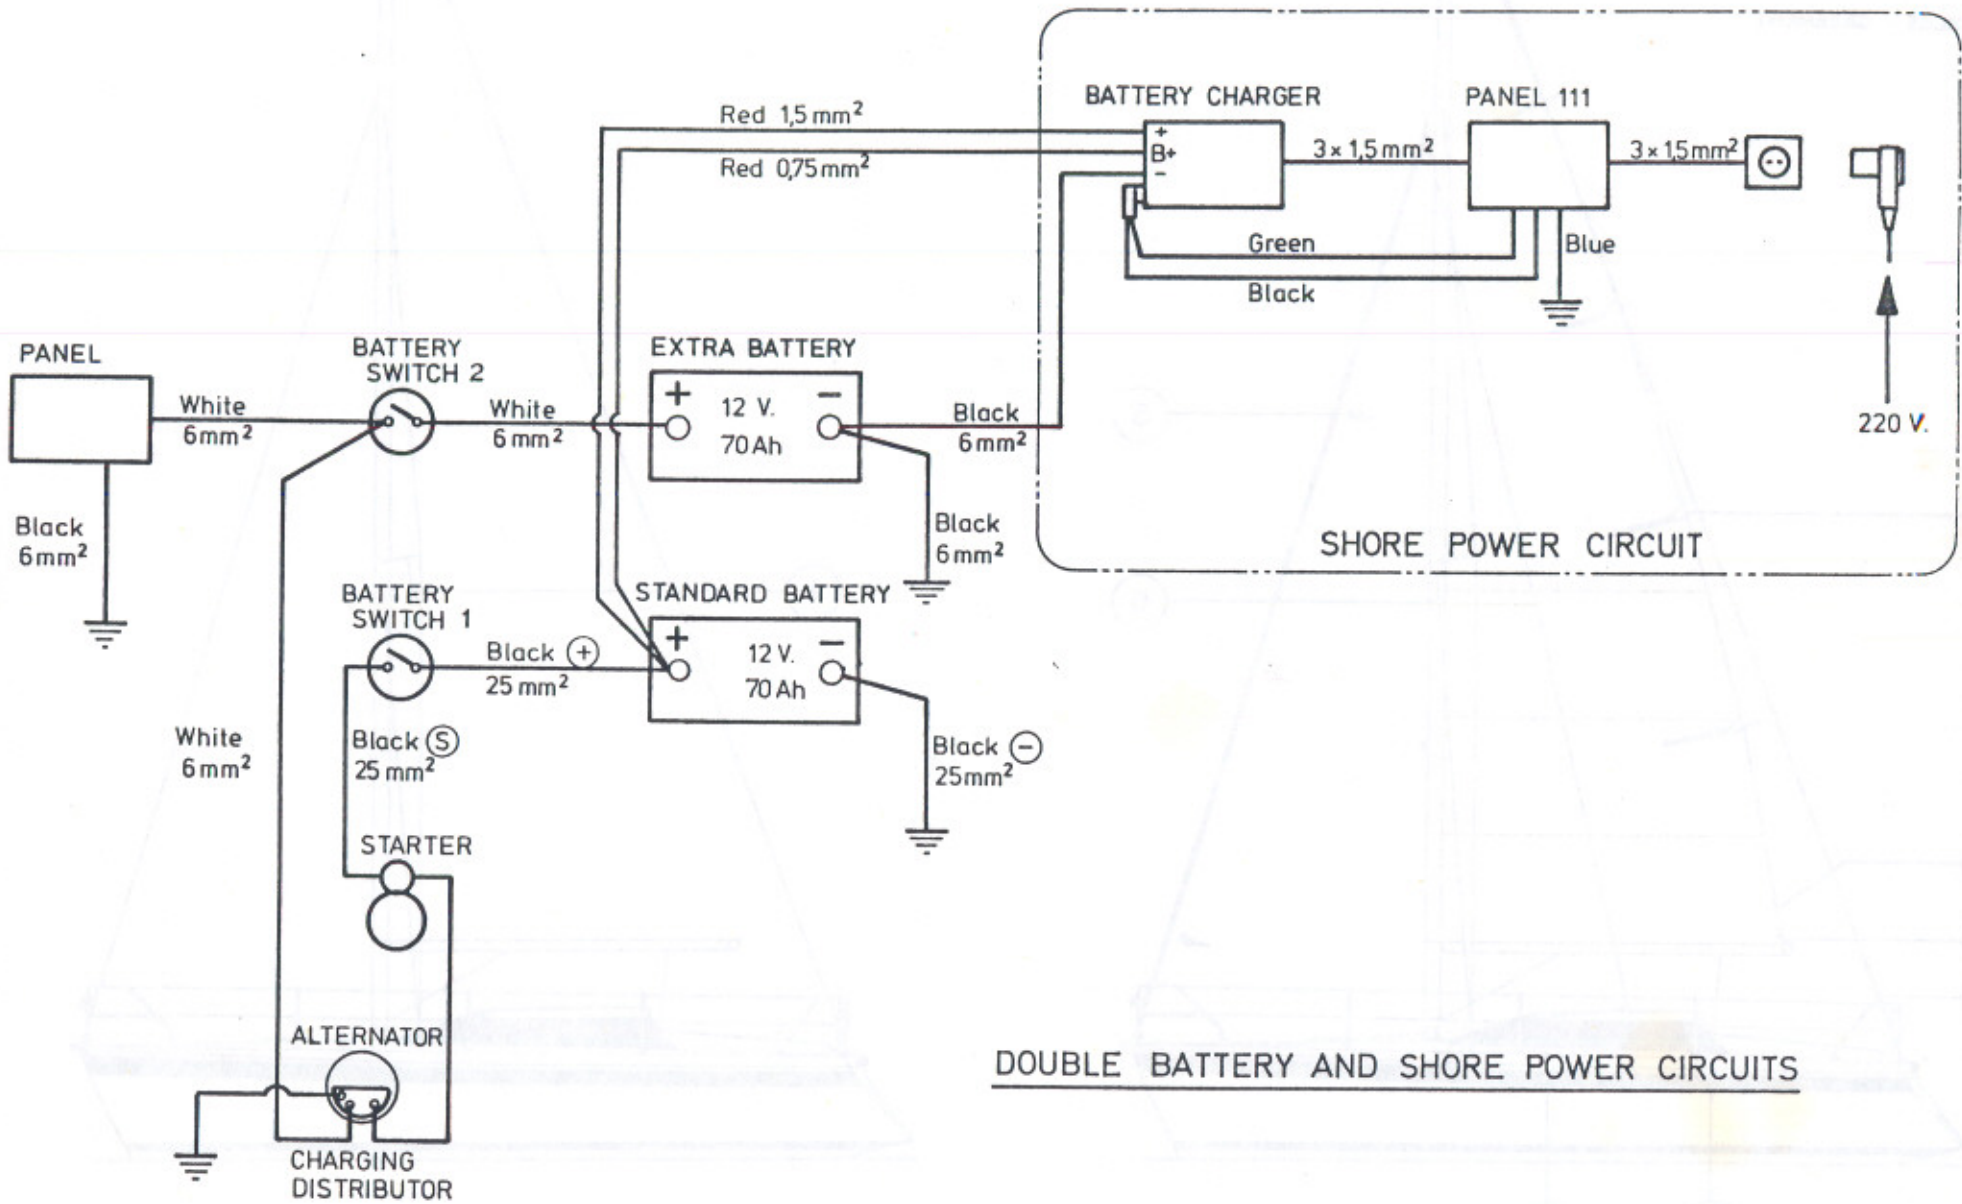 BATTERY CHARGER
PANEL 111
Red 1,5 mm²
+
B+
-
3 × 1,5 mm²
3 × 1,5 mm²
Red 0,75 mm²
Green
Blue
Black
PANEL
BATTERY
SWITCH 2
EXTRA BATTERY
White
6 mm²
White
6 mm²
+
-
12 V.
70 Ah
Black
6 mm²
220 V.
Black
6 mm²
Black
6 mm²
SHORE POWER CIRCUIT
BATTERY
SWITCH 1
STANDARD BATTERY
Black +
25 mm²
+
-
12 V.
70 Ah
White
6 mm²
Black S
25 mm²
Black -
25 mm²
STARTER
ALTERNATOR
DOUBLE BATTERY AND SHORE POWER CIRCUITS
CHARGING
DISTRIBUTOR